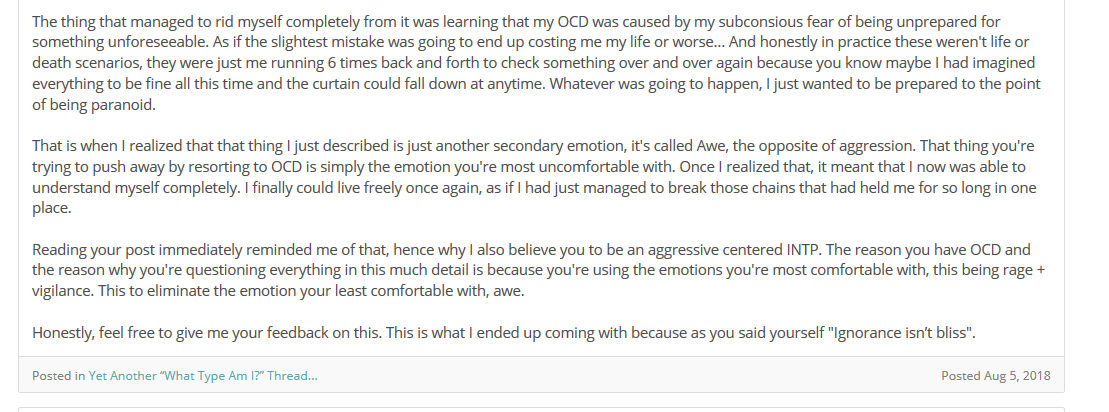 The thing that managed to rid myself completely from it was learning that my OCD was caused by my subconsious fear of being unprepared for
something unforeseeable. As if the slightest mistake was going to end up costing me my life or worse... And honestly in practice these weren't life or
death scenarios, they were just me running 6 times back and forth to check something over and over again because you know maybe I had imagined
everything to be fine all this time and the curtain could fall down at anytime. Whatever was going to happen, I just wanted to be prepared to the point
of being paranoid.
That is when I realized that that thing I just described is just another secondary emotion, it's called Awe, the opposite of aggression. That thing you're
trying to push away by resorting to OCD is simply the emotion you're most uncomfortable with. Once I realized that, it meant that I now was able to
understand myself completely. I finally could live freely once again, as if I had just managed to break those chains that had held me for so long in one
place.
Reading your post immediately reminded me of that, hence why I also believe you to be an aggressive centered INTP. The reason you have OCD and
the reason why you're questioning everything in this much detail is because you're using the emotions you're most comfortable with, this being rage +
vigilance. This to eliminate the emotion your least comfortable with, awe.
Honestly, feel free to give me your feedback on this. This is what I ended up coming with because as you said yourself "Ignorance isn’t bliss".
Posted in Yet Another “What Type Am I?” Thread... Posted Aug 5, 2018